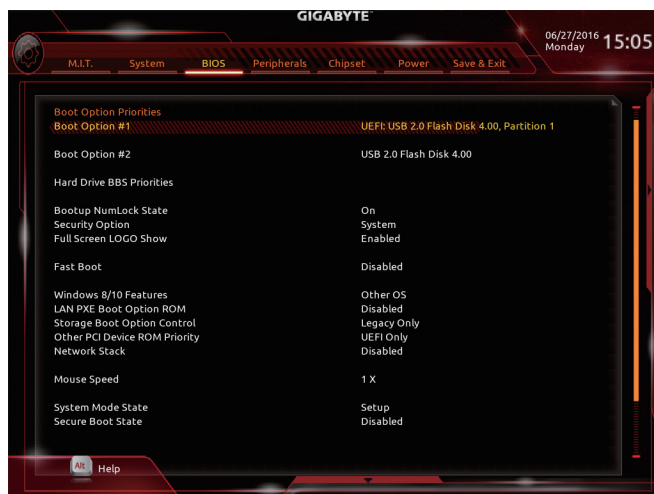 GIGABYTE™
06/27/2016
Monday
15:05
M.I.T. System BIOS Peripherals Chipset Power Save & Exit
Boot Option Priorities
Boot Option #1 UEFI: USB 2.0 Flash Disk 4.00, Partition 1
Boot Option #2 USB 2.0 Flash Disk 4.00
Hard Drive BBS Priorities
Bootup NumLock State On
Security Option System
Full Screen LOGO Show Enabled
Fast Boot Disabled
Windows 8/10 Features Other OS
LAN PXE Boot Option ROM Disabled
Storage Boot Option Control Legacy Only
Other PCI Device ROM Priority UEFI Only
Network Stack Disabled
Mouse Speed 1 X
System Mode State Setup
Secure Boot State Disabled
Alt Help